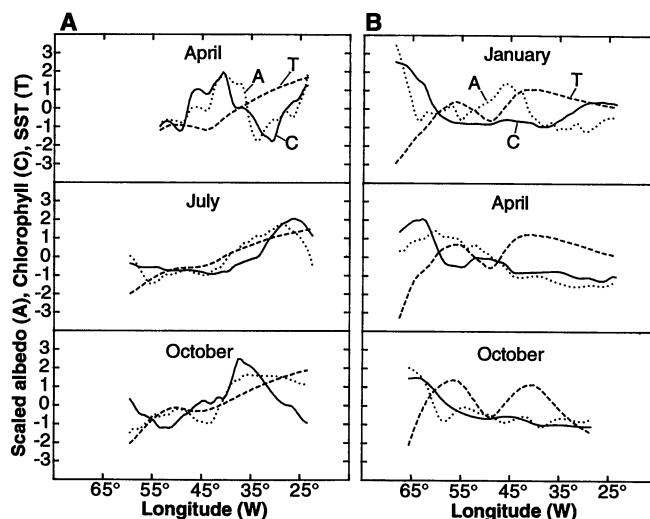 A
B
Scaled albedo (A), Chlorophyll (C), SST (T)
April
A
T
C
3
2
1
0
-1
-2
-3
July
3
2
1
0
-1
-2
-3
October
3
2
1
0
-1
-2
-3
65° 55° 45° 35° 25°
Longitude (W)
January
A
T
C
April
October
65° 55° 45° 35° 25°
Longitude (W)